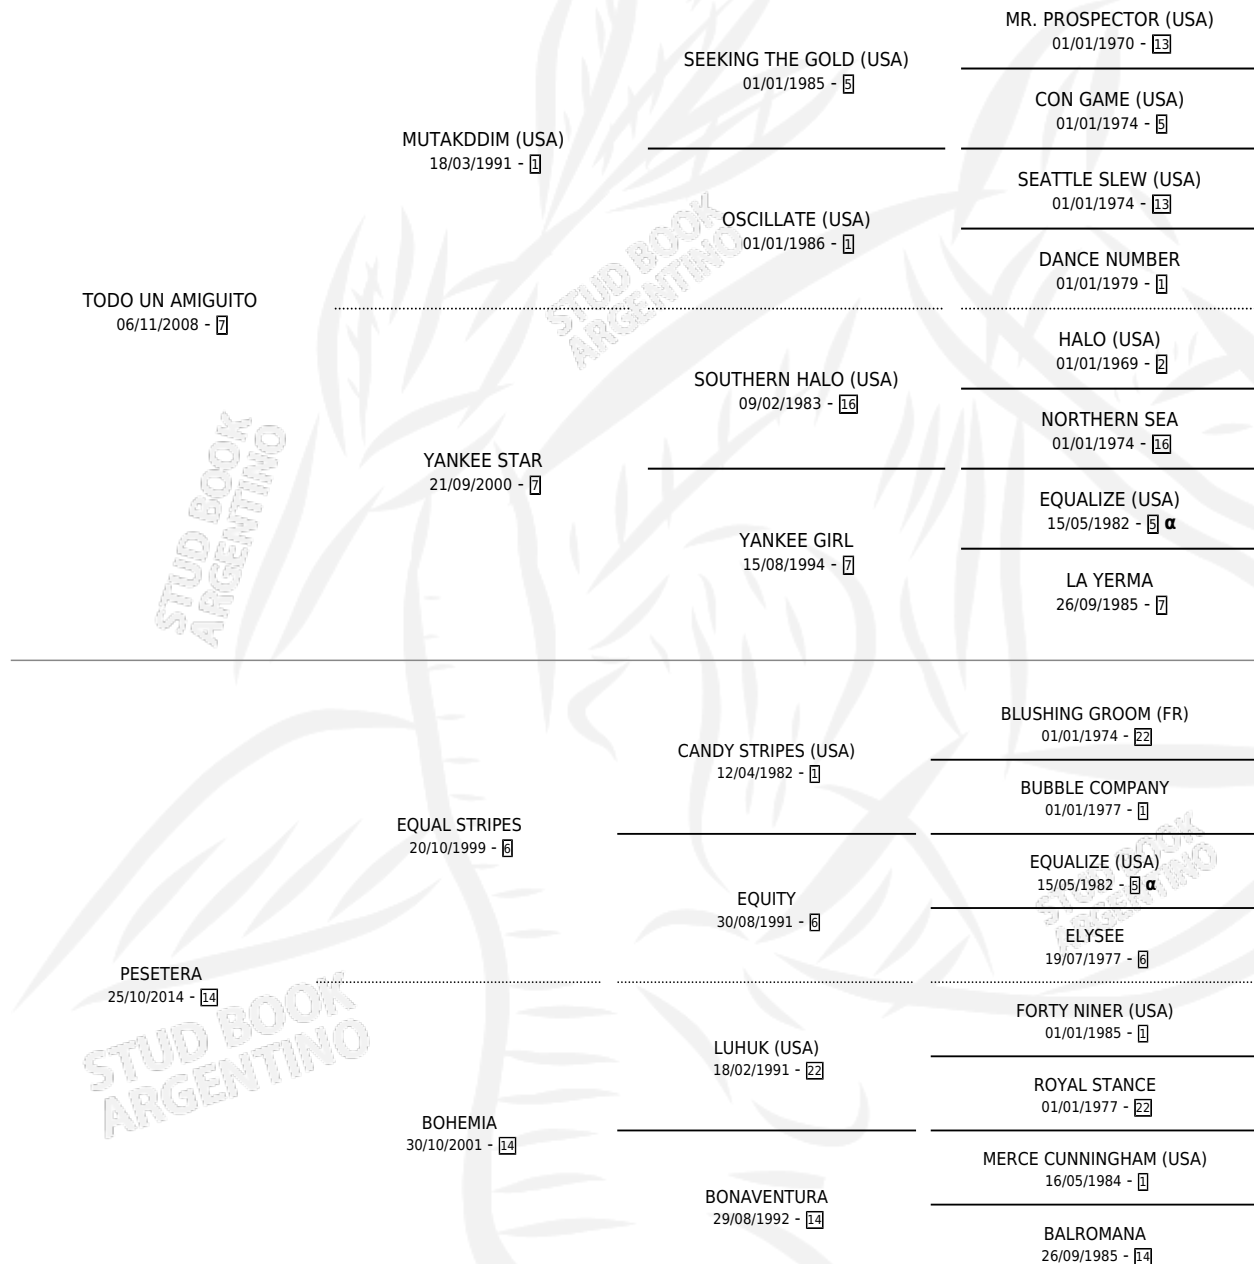 MR. PROSPECTOR (USA)
01/01/1970 - 13
SEEKING THE GOLD (USA)
01/01/1985 - 5
CON GAME (USA)
01/01/1974 - 5
MUTAKDDIM (USA)
18/03/1991 - 1
SEATTLE SLEW (USA)
01/01/1974 - 13
OSCILLATE (USA)
01/01/1986 - 1
DANCE NUMBER
01/01/1979 - 1
STUD BOOK
ARGENTINO
TODO UN AMIGUITO
06/11/2008 - 7
HALO (USA)
01/01/1969 - 2
SOUTHERN HALO (USA)
09/02/1983 - 16
NORTHERN SEA
01/01/1974 - 16
YANKEE STAR
21/09/2000 - 7
EQUALIZE (USA)
15/05/1982 - 5 α
YANKEE GIRL
15/08/1994 - 7
LA YERMA
26/09/1985 - 7
STUD BOOK
ARGENTINO
BLUSHING GROOM (FR)
01/01/1974 - 22
CANDY STRIPES (USA)
12/04/1982 - 1
BUBBLE COMPANY
01/01/1977 - 1
EQUAL STRIPES
20/10/1999 - 6
EQUALIZE (USA)
15/05/1982 - 5 α
EQUITY
30/08/1991 - 6
ELYSEE
19/07/1977 - 6
STUD BOOK
ARGENTINO
PESETERA
25/10/2014 - 14
FORTY NINER (USA)
01/01/1985 - 1
LUHUK (USA)
18/02/1991 - 22
ROYAL STANCE
01/01/1977 - 22
BOHEMIA
30/10/2001 - 14
MERCE CUNNINGHAM (USA)
16/05/1984 - 1
BONAVENTURA
29/08/1992 - 14
BALROMANA
26/09/1985 - 14
STUD BOOK
ARGENTINO